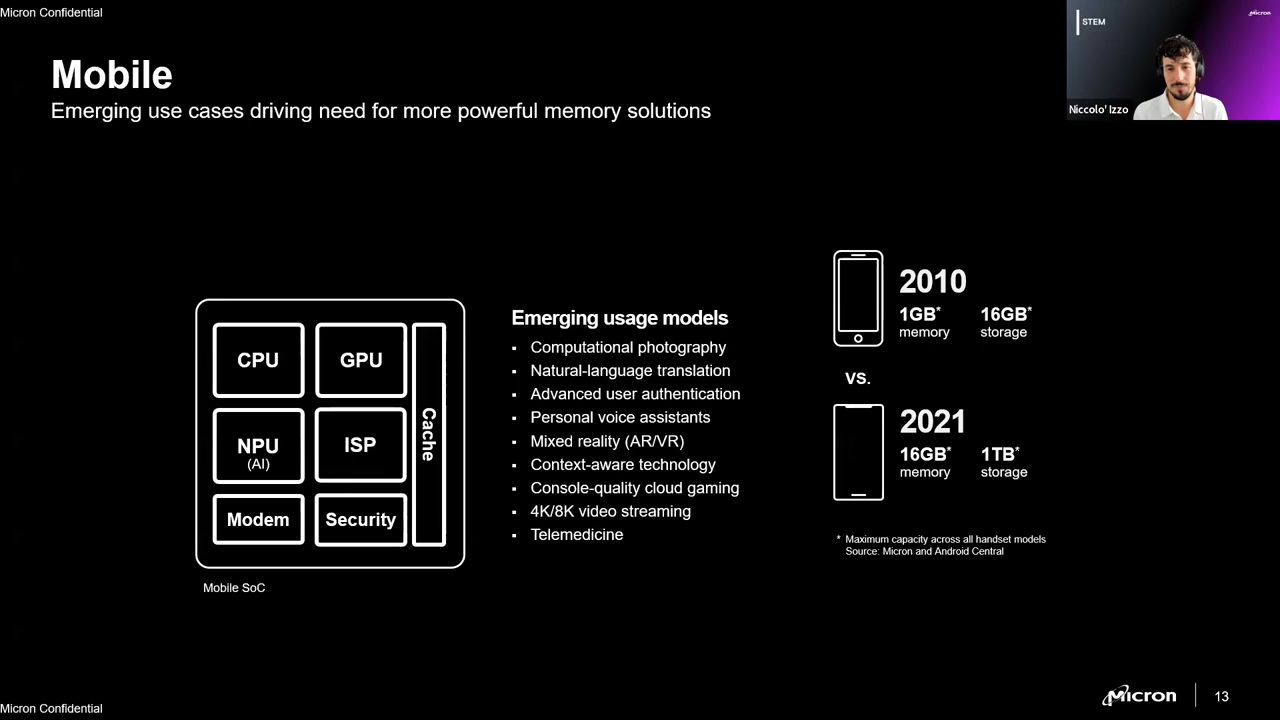 Micron Confidential
Micron
STEM
Niccolo' Izzo
Mobile
Emerging use cases driving need for more powerful memory solutions
CPU
GPU
NPU
(AI)
ISP
Modem
Security
Cache
Mobile SoC
Emerging usage models
▪ Computational photography
▪ Natural-language translation
▪ Advanced user authentication
▪ Personal voice assistants
▪ Mixed reality (AR/VR)
▪ Context-aware technology
▪ Console-quality cloud gaming
▪ 4K/8K video streaming
▪ Telemedicine
2010
1GB* 16GB*
memory storage
VS.
2021
16GB* 1TB*
memory storage
* Maximum capacity across all handset models
Source: Micron and Android Central
Micron 13
Micron Confidential